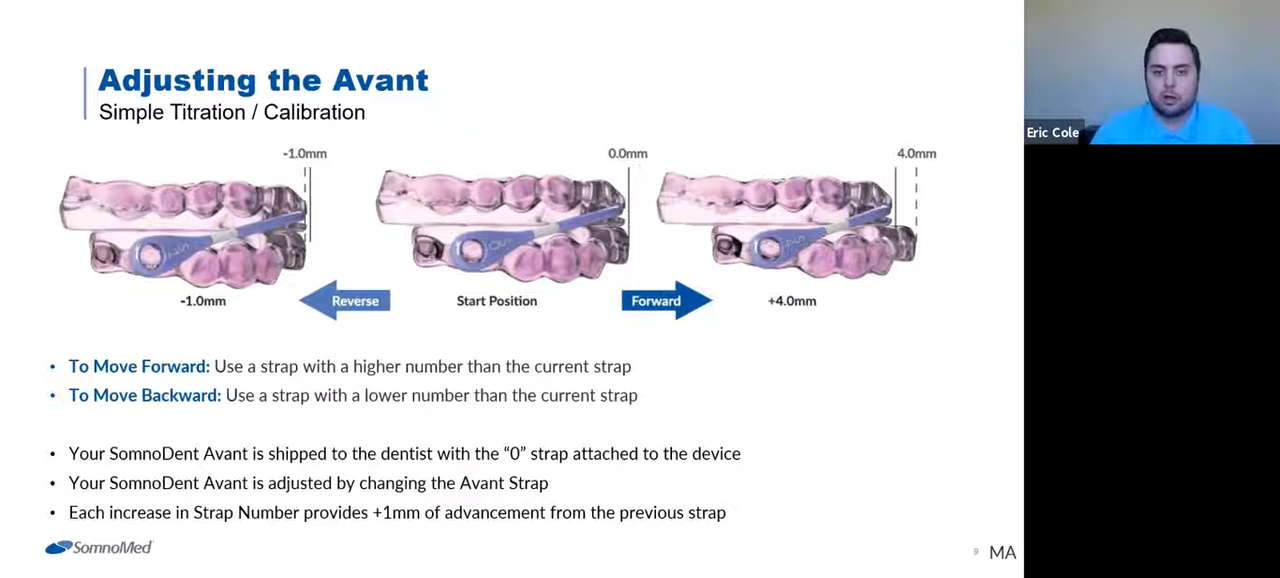 Adjusting the Avant
Simple Titration / Calibration
-1.0mm
0.0mm
4.0mm
Eric Cole
-1.0mm
Reverse
Start Position
Forward
+4.0mm
• To Move Forward: Use a strap with a higher number than the current strap
• To Move Backward: Use a strap with a lower number than the current strap
• Your SomnoDent Avant is shipped to the dentist with the “0” strap attached to the device
• Your SomnoDent Avant is adjusted by changing the Avant Strap
• Each increase in Strap Number provides +1mm of advancement from the previous strap
SomnoMed
9
MA